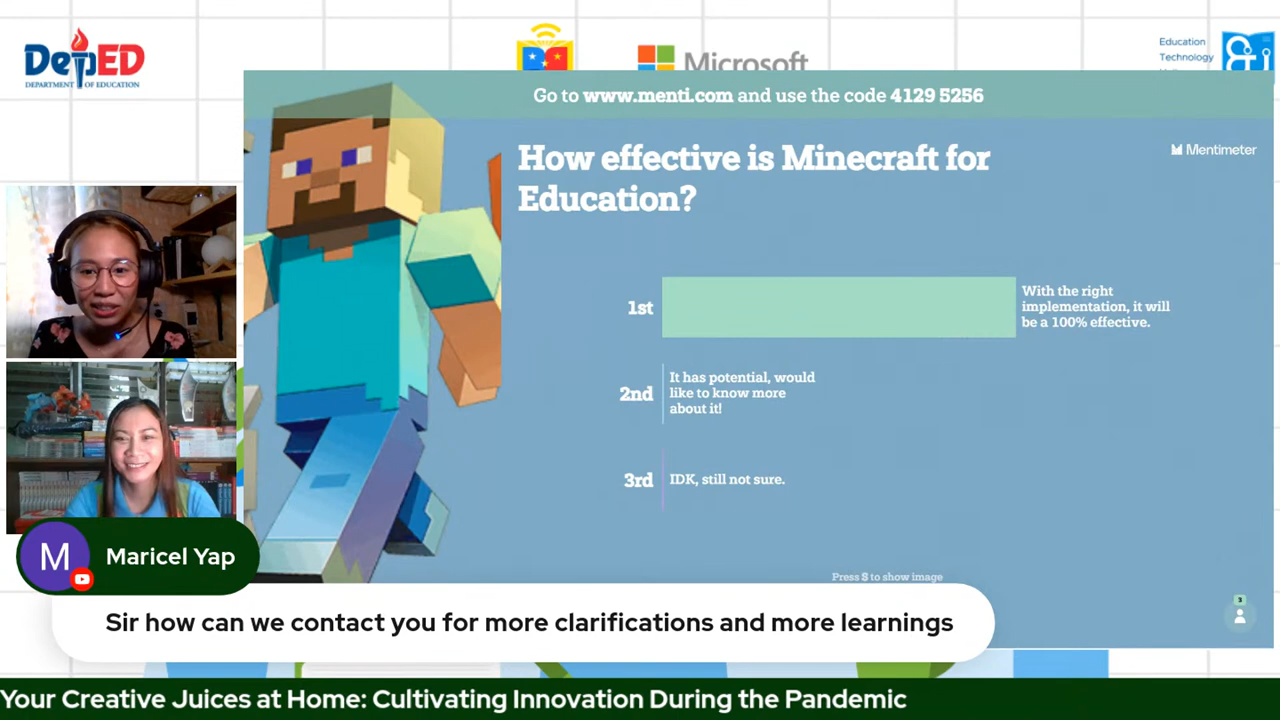 DepED
DEPARTMENT OF EDUCATION
Microsoft
Education
Technology
Go to www.menti.com and use the code 4129 5256
How effective is Minecraft for
Education?
Mentimeter
1st
With the right
implementation, it will
be a 100% effective.
2nd
It has potential, would
like to know more
about it!
3rd
IDK, still not sure.
Press S to show image
3
M
Maricel Yap
Sir how can we contact you for more clarifications and more learnings
Your Creative Juices at Home: Cultivating Innovation During the Pandemic